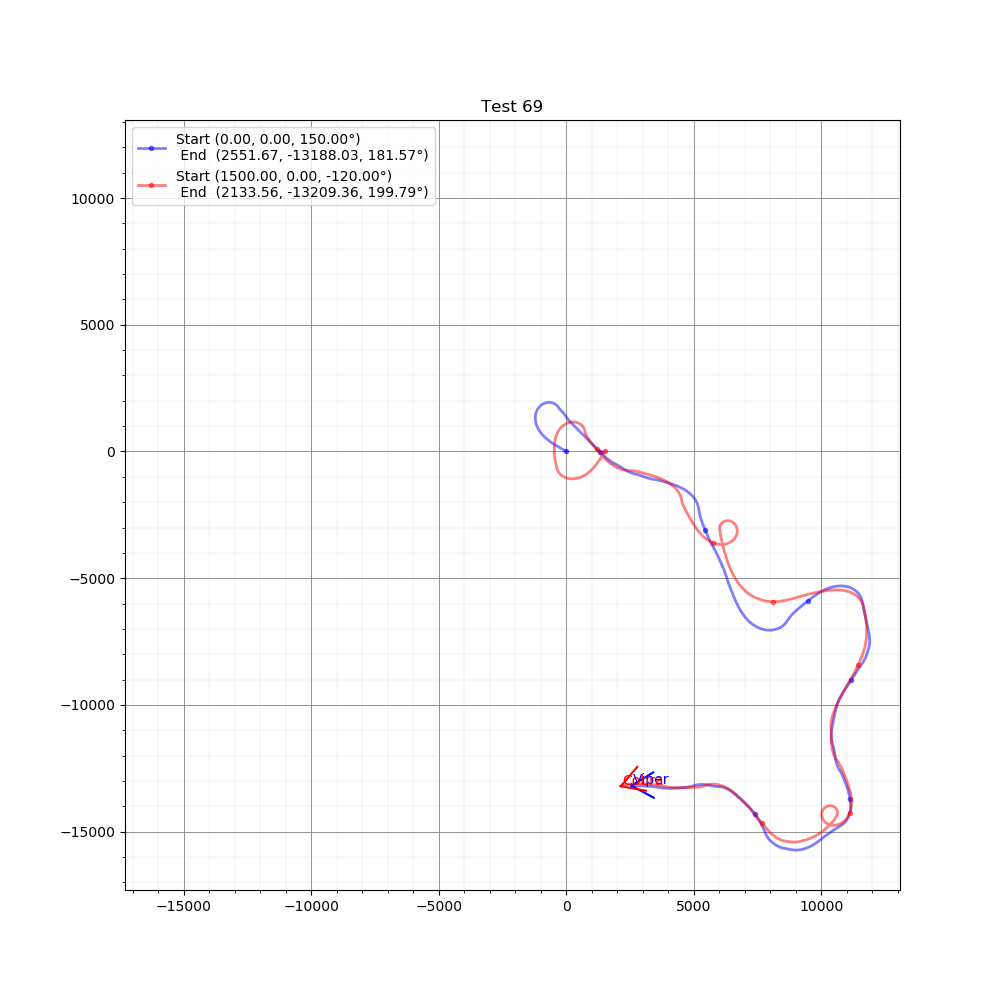 Test 69
Start (0.00, 0.00, 150.00°)
End  (2551.67, -13188.03, 181.57°)
Start (1500.00, 0.00, -120.00°)
End  (2133.56, -13209.36, 199.79°)
10000
5000
0
−5000
−10000
−15000
Viper
−15000
−10000
−5000
0
5000
10000